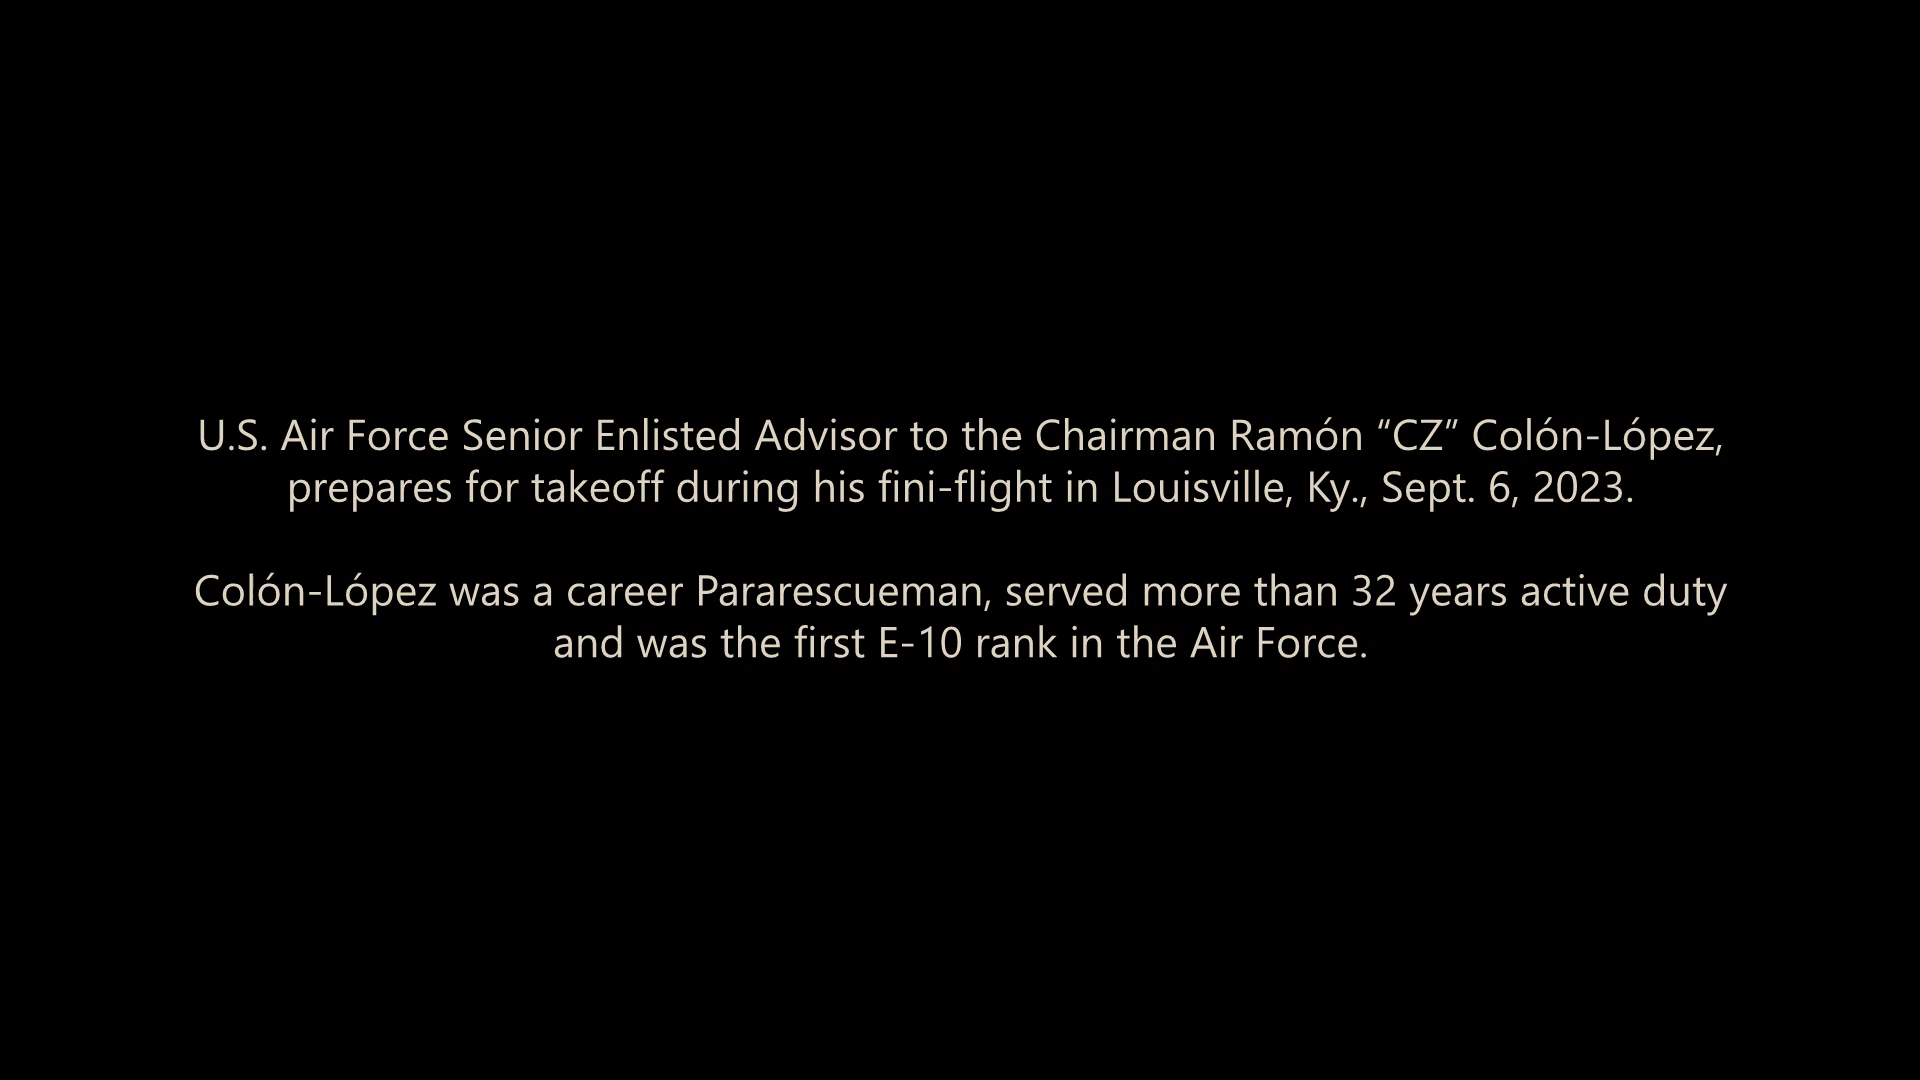 U.S. Air Force Senior Enlisted Advisor to the Chairman Ramón “CZ” Colón-López,
prepares for takeoff during his fini-flight in Louisville, Ky., Sept. 6, 2023.
Colón-López was a career Pararescueman, served more than 32 years active duty
and was the first E-10 rank in the Air Force.